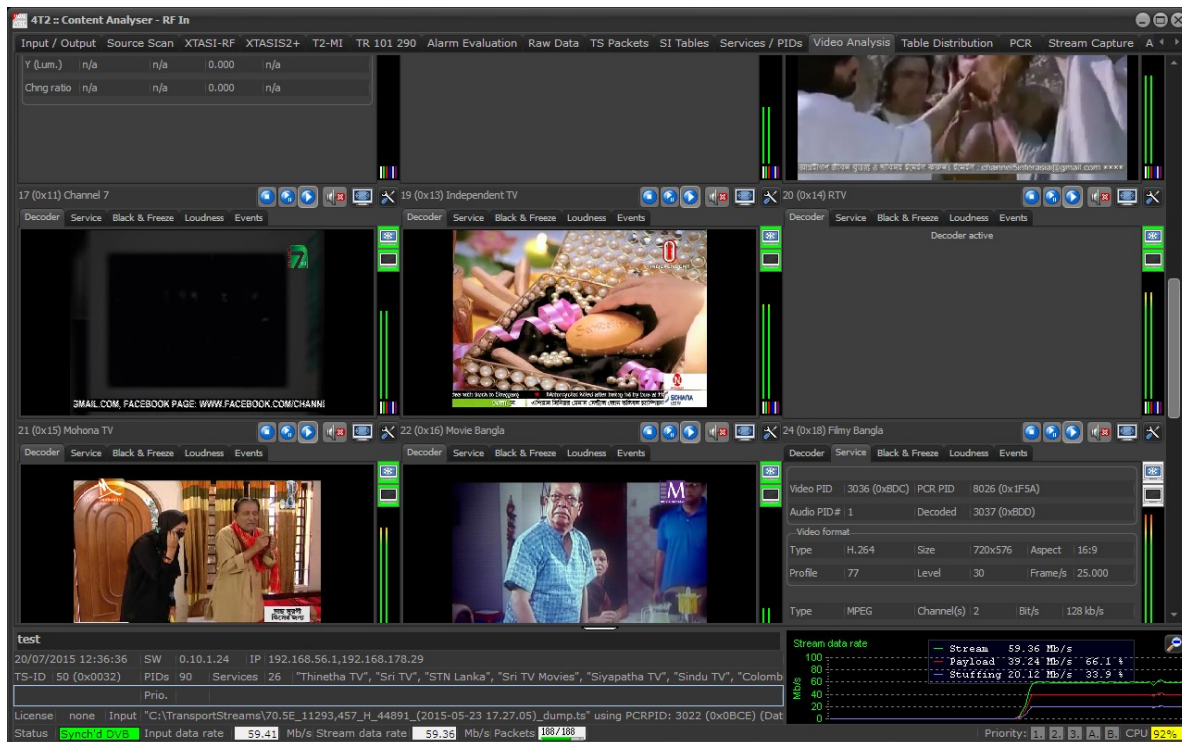 4T2 :: Content Analyser - RF In
Input / Output Source Scan XTASI-RF XTASIS2+ T2-MI TR 101 290 Alarm Evaluation Raw Data TS Packets SI Tables Services / PIDs Video Analysis Table Distribution PCR Stream Capture A
Y (Lum.) n/a n/a 0.000
Chng ratio n/a n/a 0.000
channel5interasia@gmail.com ****
17 (0x11) Channel 7
19 (0x13) Independent TV
20 (0x14) RTV
Decoder Service Black & Freeze Loudness Events
Decoder Service Black & Freeze Loudness Events
Decoder Service Black & Freeze Loudness Events
7
INDEPENDENT
Decoder active
GMAIL.COM, FACEBOOK PAGE: WWW.FACEBOOK.COM/CHANNE
SOHANA
21 (0x15) Mohona TV
22 (0x16) Movie Bangla
24 (0x18) Filmy Bangla
Decoder Service Black & Freeze Loudness Events
Decoder Service Black & Freeze Loudness Events
Decoder Service Black & Freeze Loudness Events
M
Video PID 3036 (0xBDC) PCR PID 8026 (0x1F5A)
Audio PID# 1 Decoded 3037 (0xBDD)
Video format
Type H.264 Size 720x576 Aspect 16:9
Profile 77 Level 30 Frame/s 25.000
Type MPEG Channel(s) 2 Bit/s 128 kb/s
test
20/07/2015 12:36:36 SW 0.10.1.24 IP 192.168.56.1,192.168.178.29
TS-ID 50 (0x0032) PIDs 90 Services 26 "Thinetha TV", "Sri TV", "STN Lanka", "Sri TV Movies", "Siyapatha TV", "Sindu TV", "Colomb
Prio.
License none Input "C:\TransportStreams\70.5E_11293,457_H_44891_(2015-05-23 17.27.05)_dump.ts" using PCRPID: 3022 (0x0BCE) (Dat
Status Synch'd DVB Input data rate 59.41 Mb/s Stream data rate 59.36 Mb/s Packets 188/188
Stream data rate
Mb/s
100
80
60
40
20
0
Stream 59.36 Mb/s
Payload 39.24 Mb/s 66.1 %
Stuffing 20.12 Mb/s 33.9 %
Priority: 1. 2. 3. A. B. CPU 92%